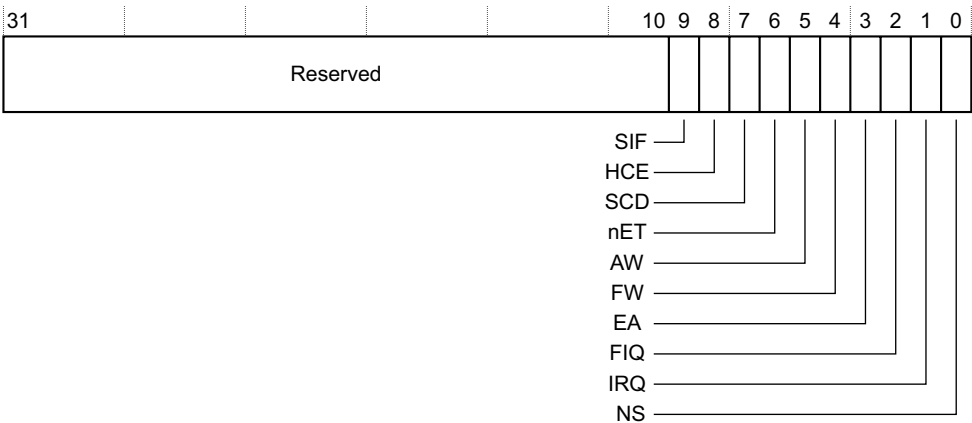 31 10 9 8 7 6 5 4 3 2 1 0
Reserved
SIF
HCE
SCD
nET
AW
FW
EA
FIQ
IRQ
NS